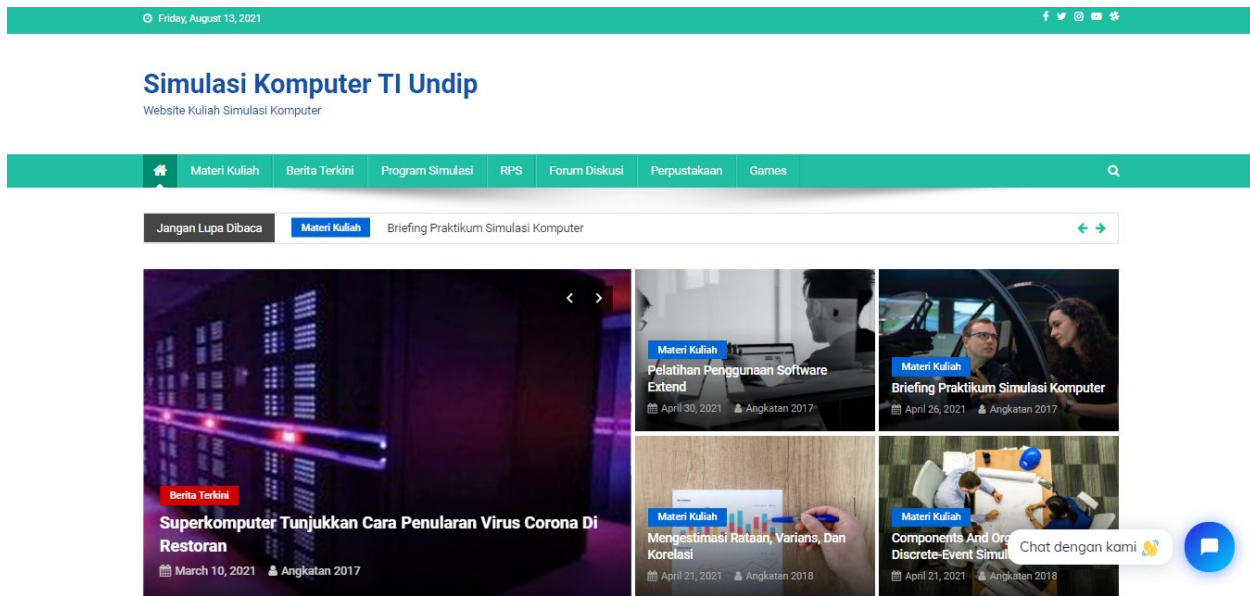 Friday, August 13, 2021
Simulasi Komputer TI Undip
Website Kuliah Simulasi Komputer
Materi Kuliah Berita Terkini Program Simulasi RPS Forum Diskusi Perpustakaan Games
Jangan Lupa Dibaca Materi Kuliah Briefing Praktikum Simulasi Komputer
Berita Terkini
Superkomputer Tunjukkan Cara Penularan Virus Corona Di
Restoran
March 10, 2021 Angkatan 2017
Materi Kuliah
Pelatihan Penggunaan Software
Extend
April 30, 2021 Angkatan 2017
Materi Kuliah
Briefing Praktikum Simulasi Komputer
April 26, 2021 Angkatan 2017
Materi Kuliah
Mengestimasi Rataan, Varians, Dan
Korelasi
April 21, 2021 Angkatan 2018
Materi Kuliah
Components And
Discrete-Event
April 21, 2021 Angkatan 2018
Chat dengan kami 👋